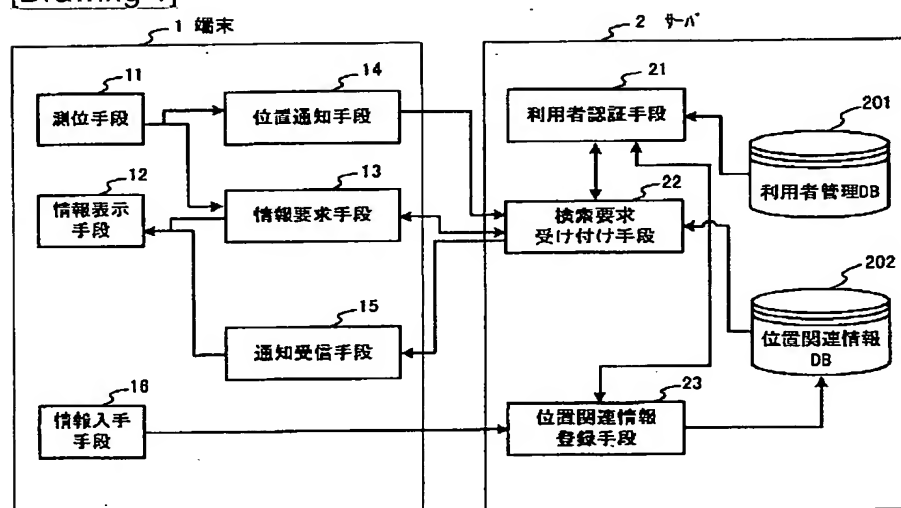 [Drawing 1]
1 端末
2 サーバ
11
測位手段
14
位置通知手段
12
情報表示
手段
13
情報要求手段
15
通知受信手段
16
情報入手
手段
21
利用者認証手段
201
利用者管理DB
22
検索要求
受け付け手段
202
位置関連情報
DB
23
位置関連情報
登録手段